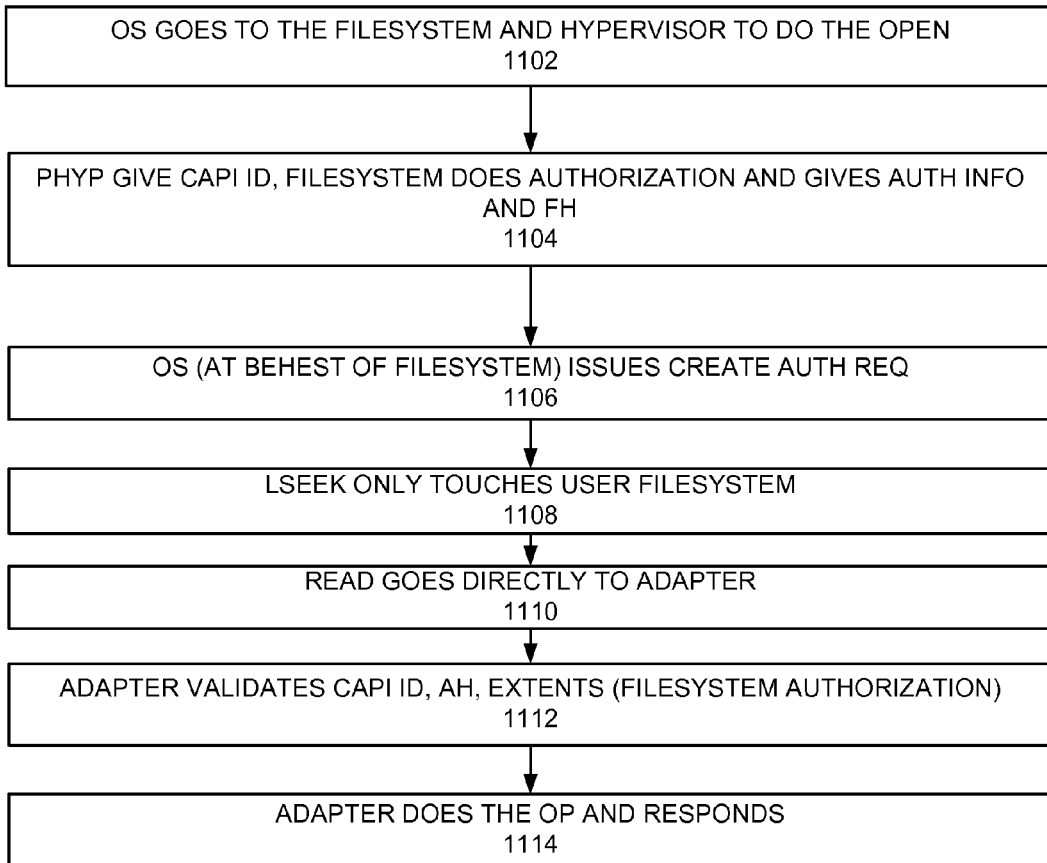 OS GOES TO THE FILESYSTEM AND HYPERVISOR TO DO THE OPEN
1102
PHYP GIVE CAPI ID, FILESYSTEM DOES AUTHORIZATION AND GIVES AUTH INFO
AND FH
1104
OS (AT BEHEST OF FILESYSTEM) ISSUES CREATE AUTH REQ
1106
LSEEK ONLY TOUCHES USER FILESYSTEM
1108
READ GOES DIRECTLY TO ADAPTER
1110
ADAPTER VALIDATES CAPI ID, AH, EXTENTS (FILESYSTEM AUTHORIZATION)
1112
ADAPTER DOES THE OP AND RESPONDS
1114